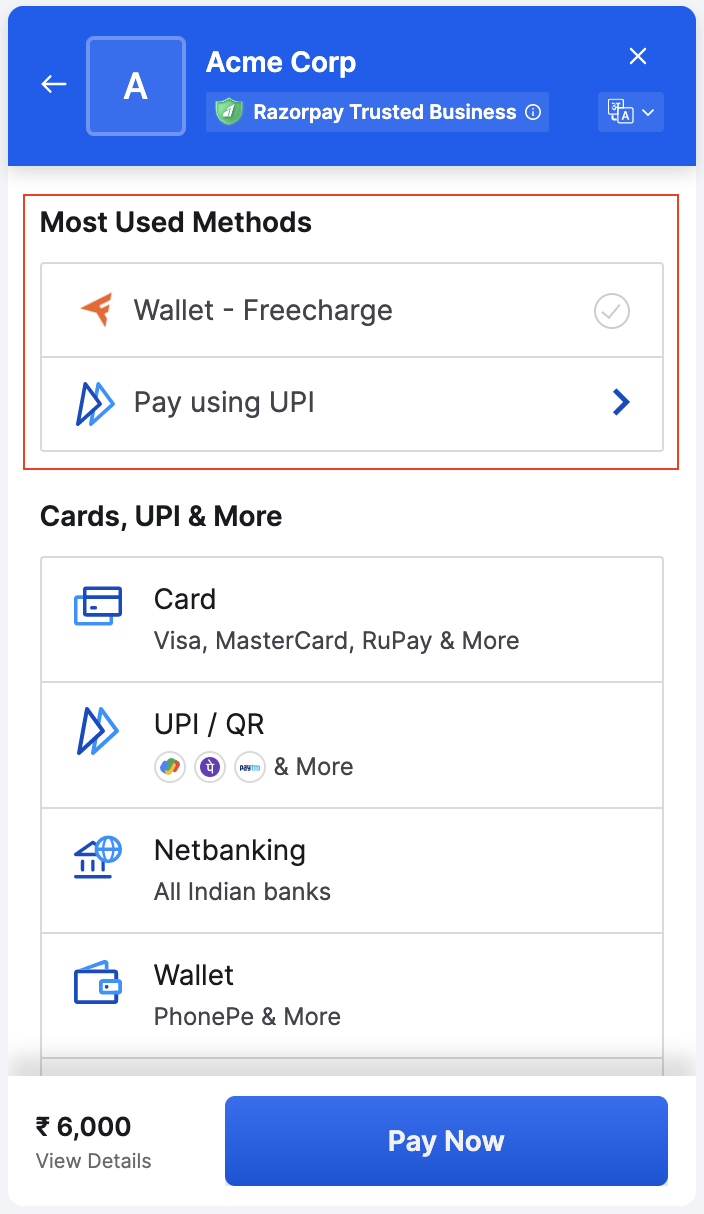 A
Acme Corp
Razorpay Trusted Business
अ A
Most Used Methods
Wallet - Freecharge
Pay using UPI
Cards, UPI & More
Card
Visa, MasterCard, RuPay & More
UPI / QR
पे paytm & More
Netbanking
All Indian banks
Wallet
PhonePe & More
₹ 6,000
View Details
Pay Now